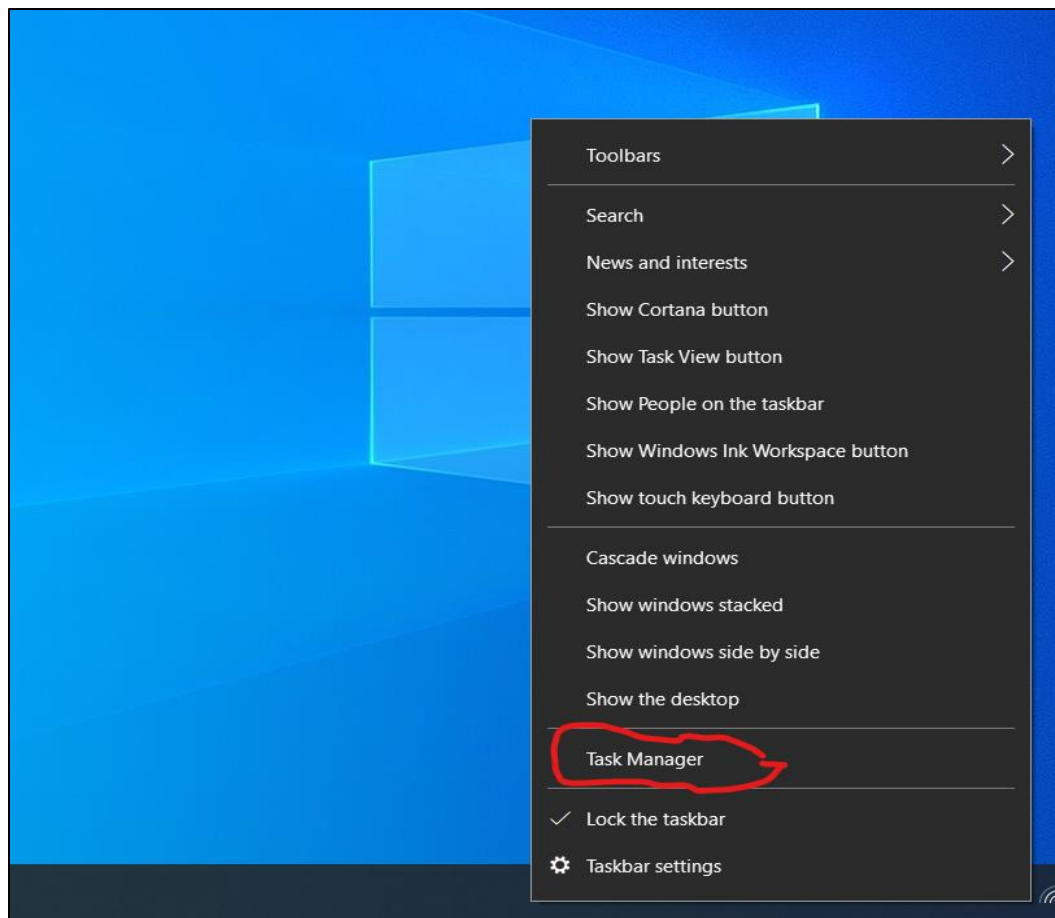 Toolbars
Search
News and interests
Show Cortana button
Show Task View button
Show People on the taskbar
Show Windows Ink Workspace button
Show touch keyboard button
Cascade windows
Show windows stacked
Show windows side by side
Show the desktop
Task Manager
Lock the taskbar
Taskbar settings